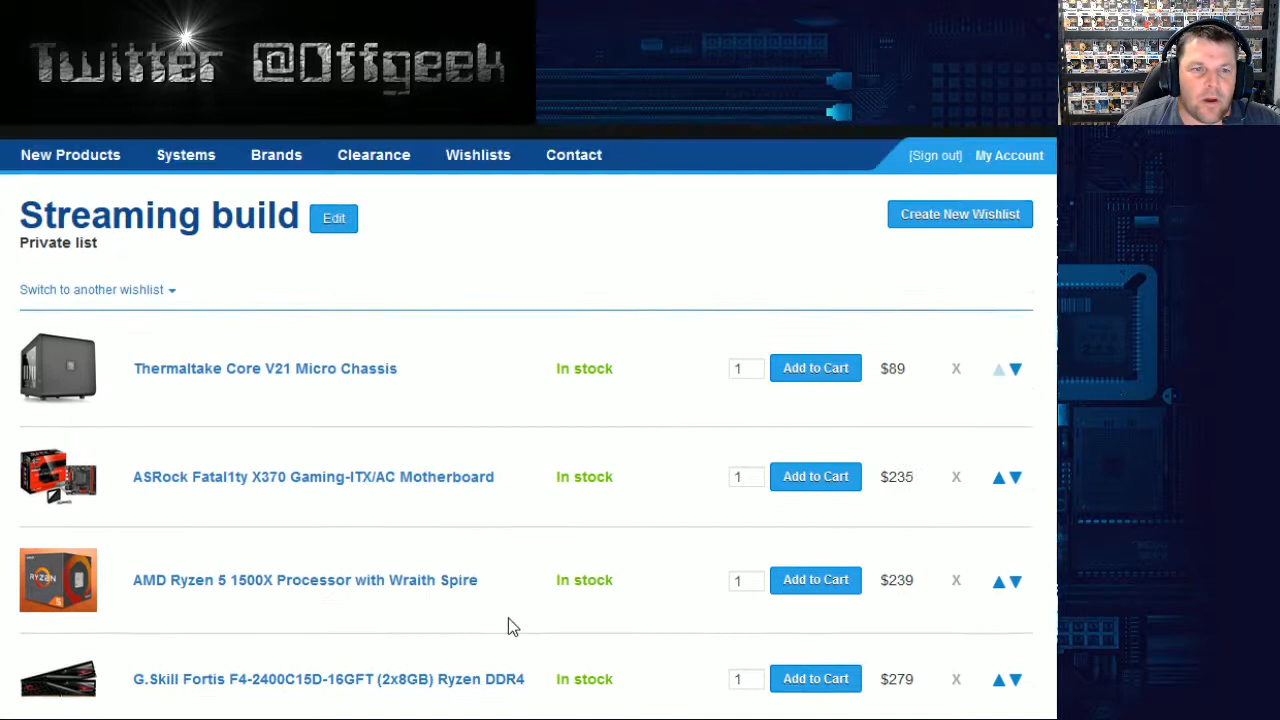 Twitter @Offgeek
New Products Systems Brands Clearance Wishlists Contact [Sign out] My Account
Streaming build Edit Create New Wishlist
Private list
Switch to another wishlist
Thermaltake Core V21 Micro Chassis In stock 1 Add to Cart $89 X
ASRock Fatal1ty X370 Gaming-ITX/AC Motherboard In stock 1 Add to Cart $235 X
RYZEN
AMD Ryzen 5 1500X Processor with Wraith Spire In stock 1 Add to Cart $239 X
G.Skill Fortis F4-2400C15D-16GFT (2x8GB) Ryzen DDR4 In stock 1 Add to Cart $279 X